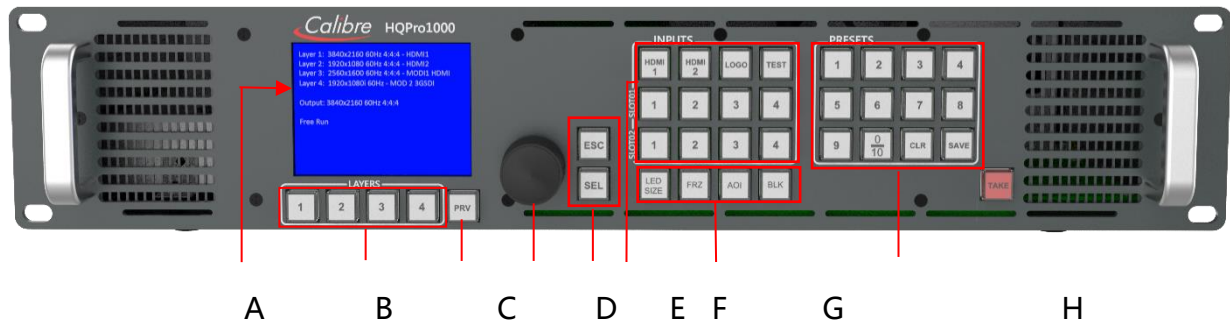 Calibre HQPro1000
Layer 1: 3840x2160 60Hz 4:4:4 - HDMI1
Layer 2: 1920x1080 60Hz 4:4:4 - HDMI2
Layer 3: 2560x1600 60Hz 4:4:4 - MODI1 HDMI
Layer 4: 1920x1080i 60Hz - MOD 2 3GSDI
Output: 3840x2160 60Hz 4:4:4
Free Run
LAYERS
1 2 3 4 PRV
ESC
SEL
INPUTS
HDMI 1 HDMI 2 LOGO TEST
SLOT01
1 2 3 4
SLOT02
1 2 3 4
LED SIZE FRZ AOI BLK
PRESETS
1 2 3 4
5 6 7 8
9 0/10 CLR SAVE
TAKE
A B C D E F G H